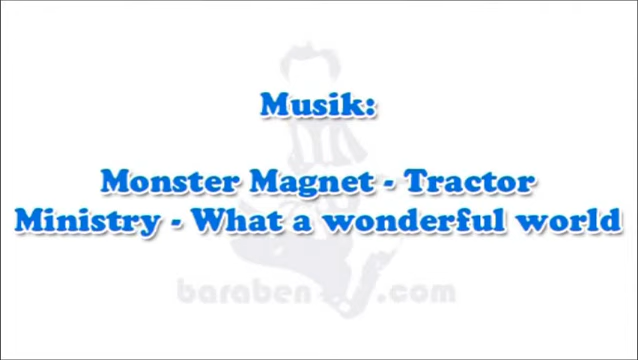 Musik:
Monster Magnet - Tractor
Ministry - What a wonderful world
baraben .com